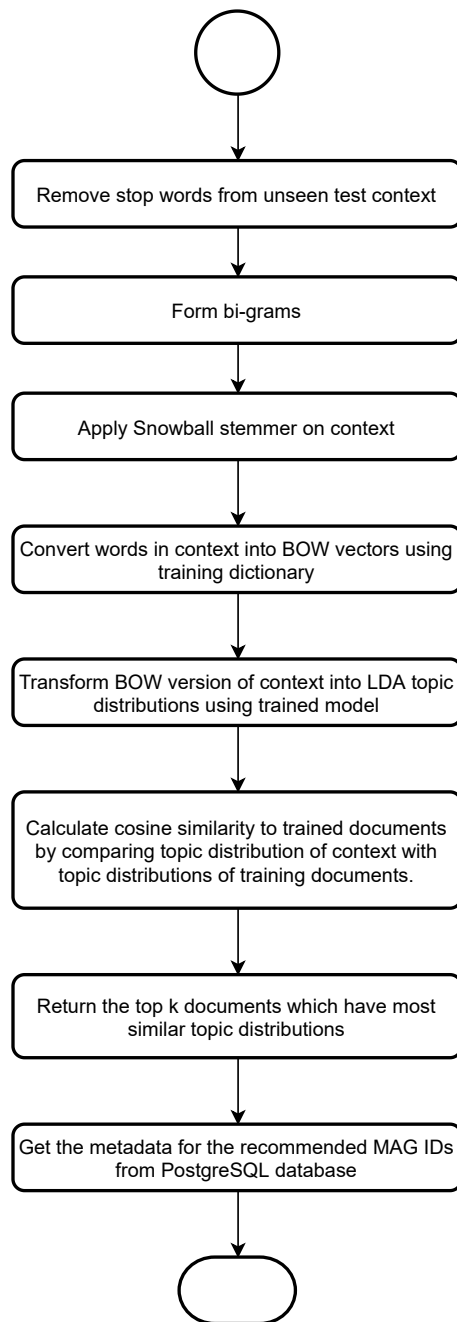 Remove stop words from unseen test context
Form bi-grams
Apply Snowball stemmer on context
Convert words in context into BOW vectors using
training dictionary
Transform BOW version of context into LDA topic
distributions using trained model
Calculate cosine similarity to trained documents
by comparing topic distribution of context with
topic distributions of training documents.
Return the top k documents which have most
similar topic distributions
Get the metadata for the recommended MAG IDs
from PostgreSQL database